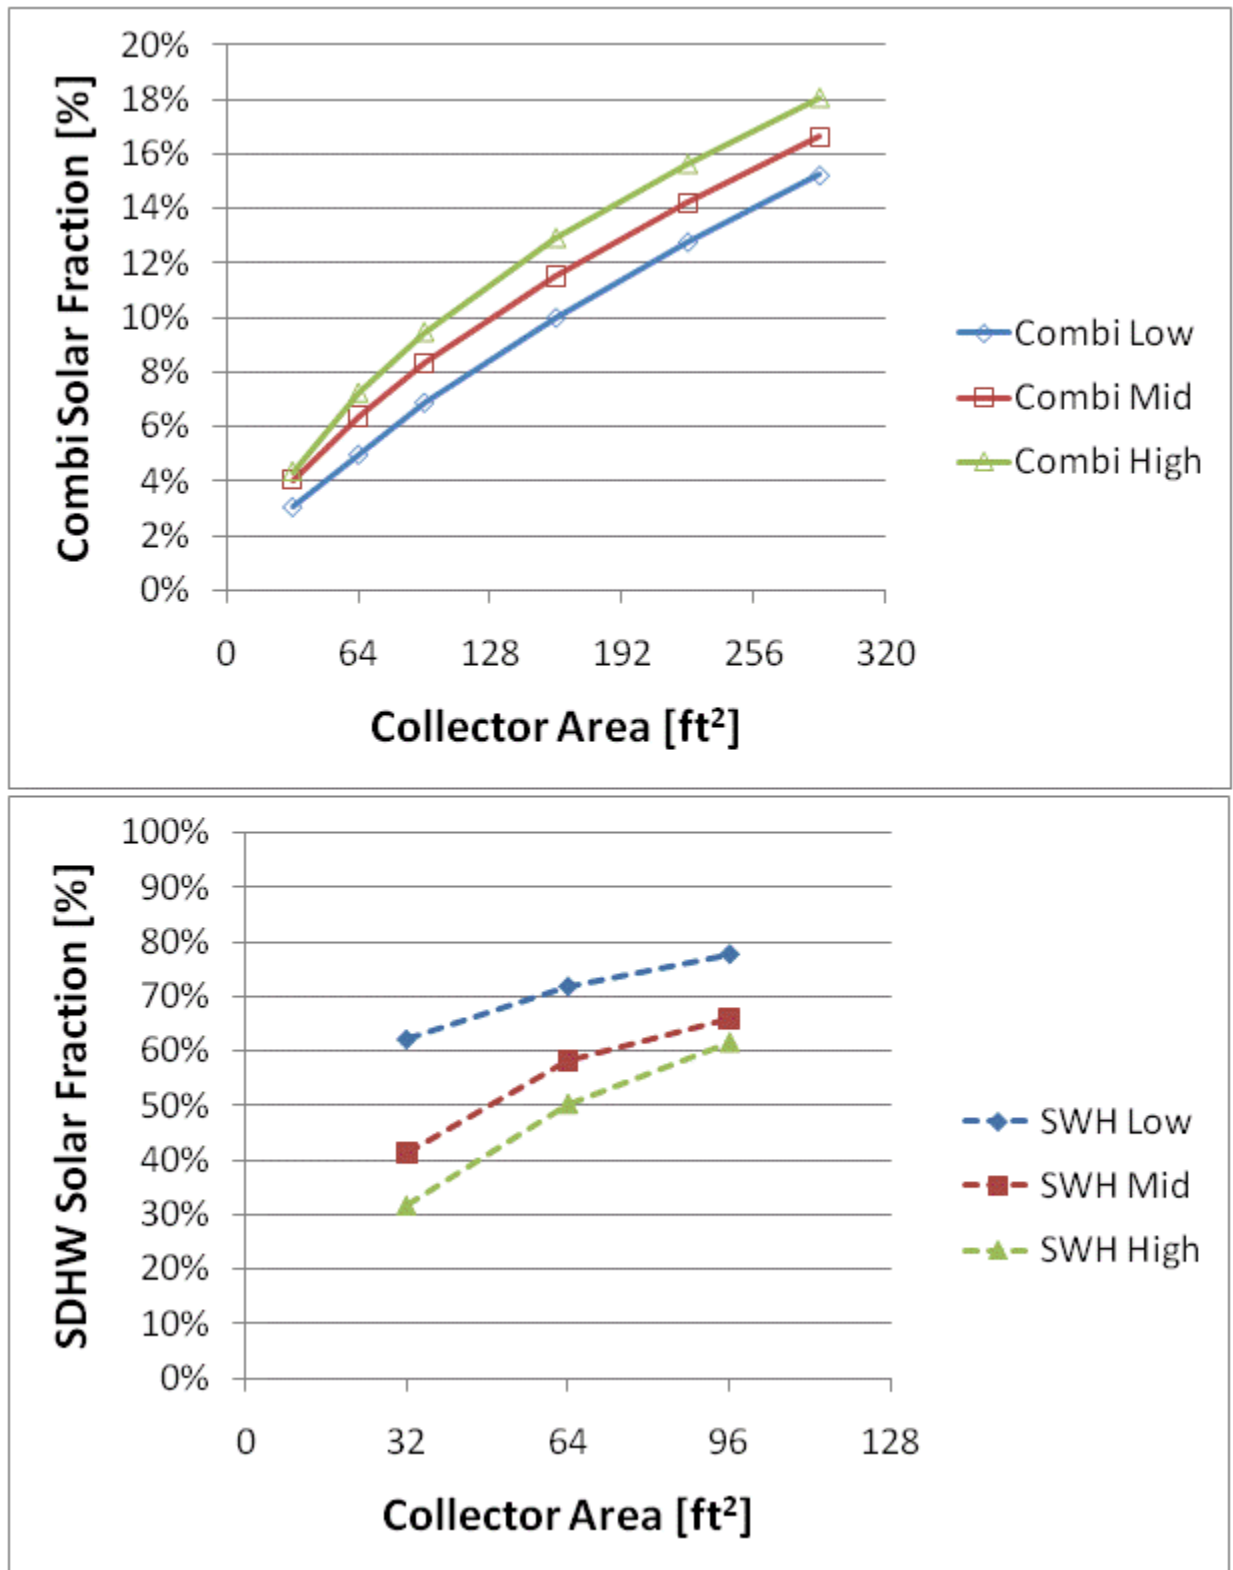 20%
18%
16%
14%
12%
10%
8%
6%
4%
2%
0%
Combi Solar Fraction [%]
0 64 128 192 256 320
Collector Area [ft²]
Combi Low
Combi Mid
Combi High
100%
90%
80%
70%
60%
50%
40%
30%
20%
10%
0%
SDHW Solar Fraction [%]
0 32 64 96 128
Collector Area [ft²]
SWH Low
SWH Mid
SWH High